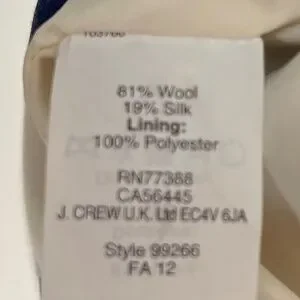 81% Wool
19% Silk
Lining:
100% Polyester
RN77388
CA56445
J. CREW U.K. Ltd EC4V 6JA
Style 99266
FA 12